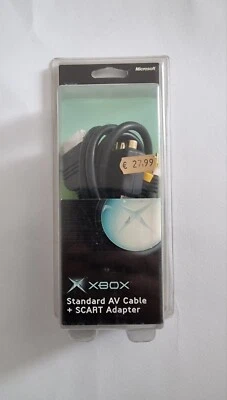 Microsoft
€ 27.99
XBOX
Standard AV Cable
+ SCART Adapter